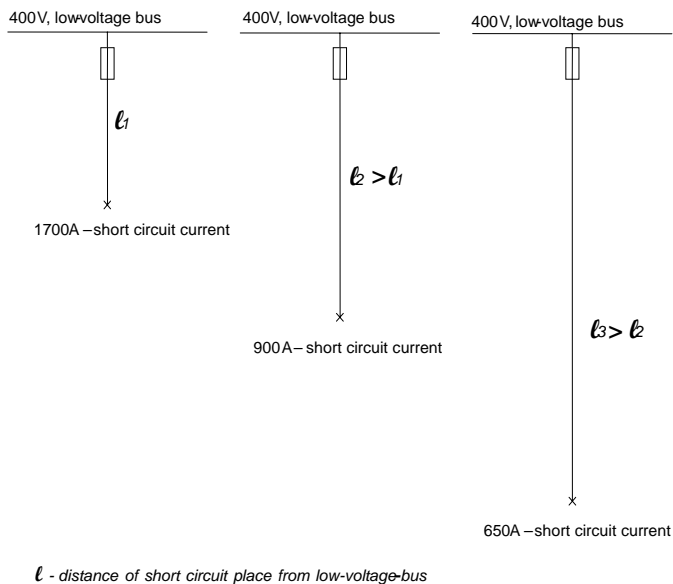 400V, low-voltage bus
400V, low-voltage bus
400V, low-voltage bus
ℓ1
ℓ2 > ℓ1
1700A – short circuit current
ℓ3 > ℓ2
900A – short circuit current
650A – short circuit current
ℓ - distance of short circuit place from low-voltage-bus